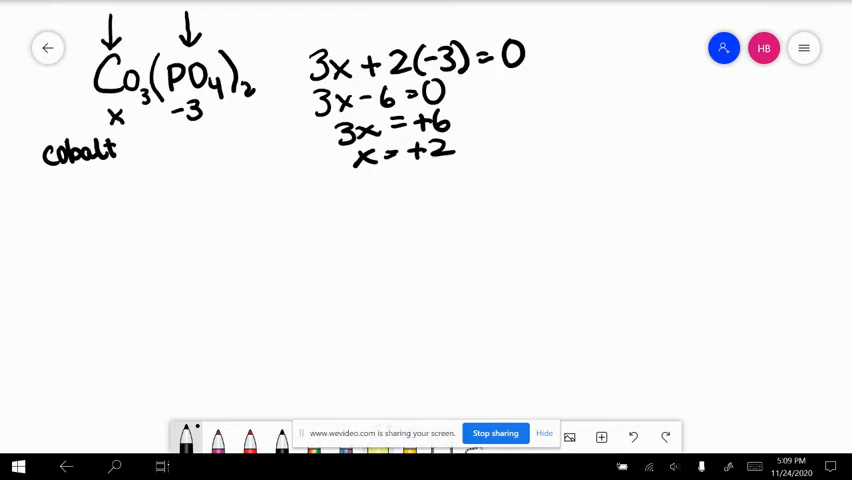 Co₃(PO₄)₂
x -3
cobalt
3x + 2(-3) = 0
3x - 6 = 0
3x = +6
x = +2
HB
www.wevideo.com is sharing your screen.
Stop sharing
Hide
5:09 PM
11/24/2020